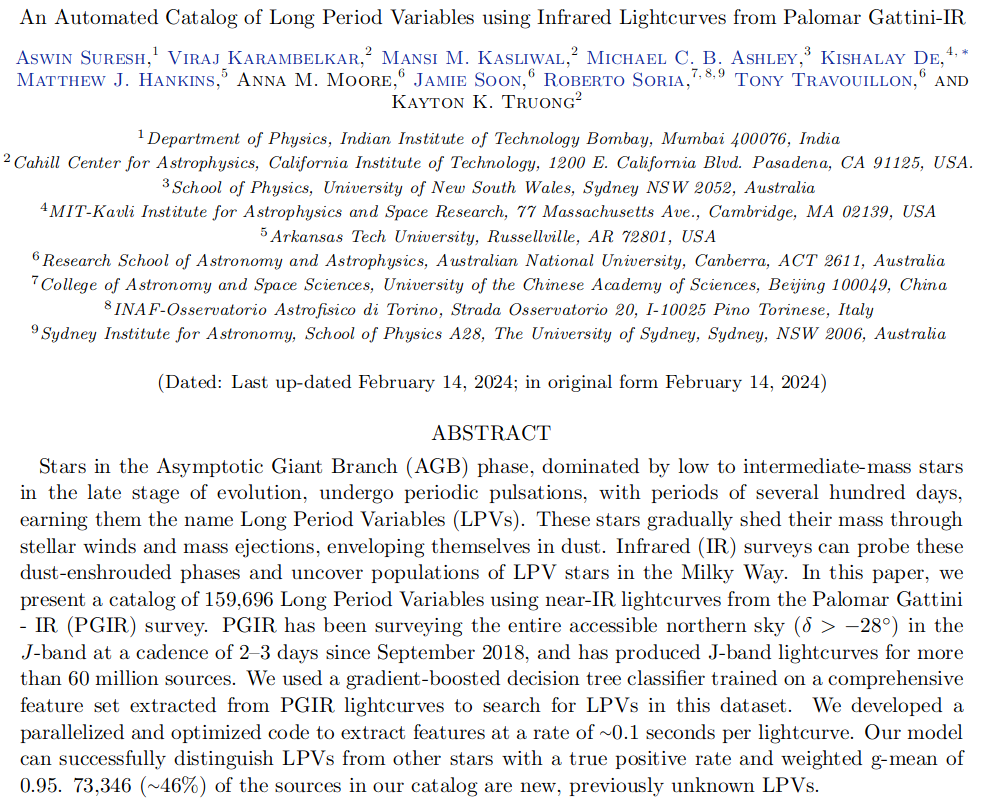 An Automated Catalog of Long Period Variables using Infrared Lightcurves from Palomar Gattini-IR
Aswin Suresh,1 Viraj Karambelkar,2 Mansi M. Kasliwal,2 Michael C. B. Ashley,3 Kishalay De,4,*
Matthew J. Hankins,5 Anna M. Moore,6 Jamie Soon,6 Roberto Soria,7,8,9 Tony Travouillon,6 and
Kayton K. Truong2
1 Department of Physics, Indian Institute of Technology Bombay, Mumbai 400076, India
2 Cahill Center for Astrophysics, California Institute of Technology, 1200 E. California Blvd. Pasadena, CA 91125, USA.
3 School of Physics, University of New South Wales, Sydney NSW 2052, Australia
4 MIT-Kavli Institute for Astrophysics and Space Research, 77 Massachusetts Ave., Cambridge, MA 02139, USA
5 Arkansas Tech University, Russellville, AR 72801, USA
6 Research School of Astronomy and Astrophysics, Australian National University, Canberra, ACT 2611, Australia
7 College of Astronomy and Space Sciences, University of the Chinese Academy of Sciences, Beijing 100049, China
8 INAF-Osservatorio Astrofisico di Torino, Strada Osservatorio 20, I-10025 Pino Torinese, Italy
9 Sydney Institute for Astronomy, School of Physics A28, The University of Sydney, Sydney, NSW 2006, Australia
(Dated: Last up-dated February 14, 2024; in original form February 14, 2024)
ABSTRACT
Stars in the Asymptotic Giant Branch (AGB) phase, dominated by low to intermediate-mass stars
in the late stage of evolution, undergo periodic pulsations, with periods of several hundred days,
earning them the name Long Period Variables (LPVs). These stars gradually shed their mass through
stellar winds and mass ejections, enveloping themselves in dust. Infrared (IR) surveys can probe these
dust-enshrouded phases and uncover populations of LPV stars in the Milky Way. In this paper, we
present a catalog of 159,696 Long Period Variables using near-IR lightcurves from the Palomar Gattini
- IR (PGIR) survey. PGIR has been surveying the entire accessible northern sky (δ > −28°) in the
J-band at a cadence of 2–3 days since September 2018, and has produced J-band lightcurves for more
than 60 million sources. We used a gradient-boosted decision tree classifier trained on a comprehensive
feature set extracted from PGIR lightcurves to search for LPVs in this dataset. We developed a
parallelized and optimized code to extract features at a rate of ~0.1 seconds per lightcurve. Our model
can successfully distinguish LPVs from other stars with a true positive rate and weighted g-mean of
0.95. 73,346 (~46%) of the sources in our catalog are new, previously unknown LPVs.